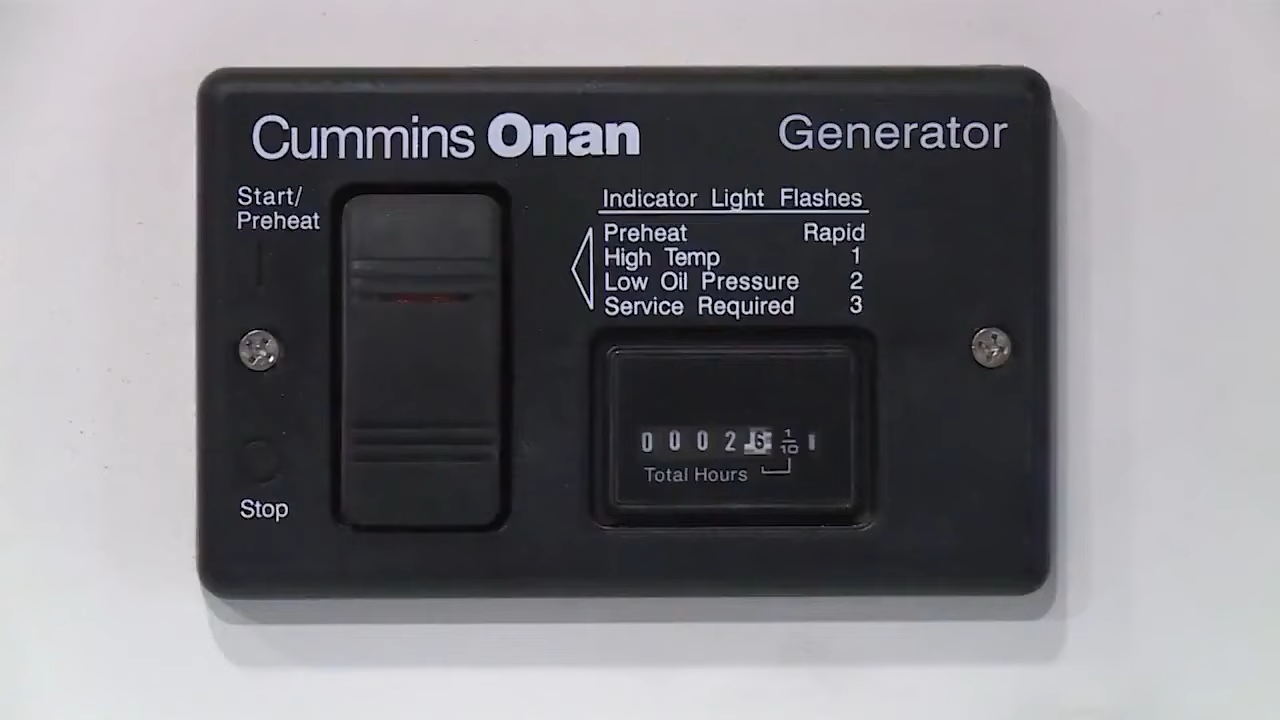 Cummins Onan
Generator
Start/
Preheat
Indicator Light Flashes
Preheat Rapid
High Temp 1
Low Oil Pressure 2
Service Required 3
0 0 0 2 6 1/10
Total Hours
Stop